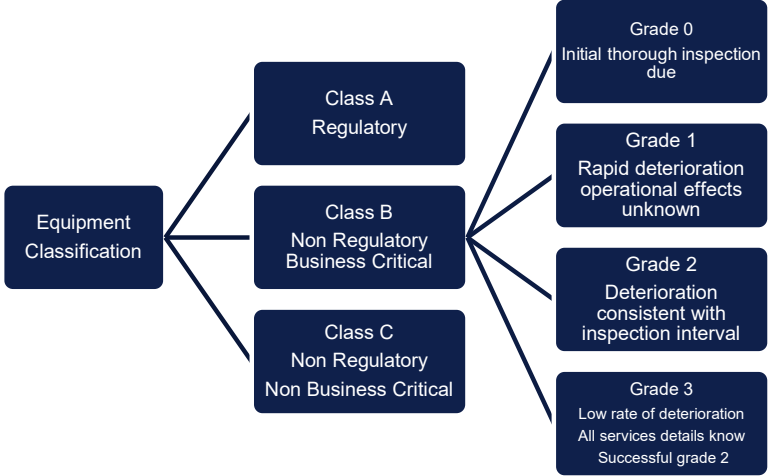 Equipment
Classification
Class A
Regulatory
Class B
Non Regulatory
Business Critical
Class C
Non Regulatory
Non Business Critical
Grade 0
Initial thorough inspection
due
Grade 1
Rapid deterioration
operational effects
unknown
Grade 2
Deterioration
consistent with
inspection interval
Grade 3
Low rate of deterioration
All services details know
Successful grade 2